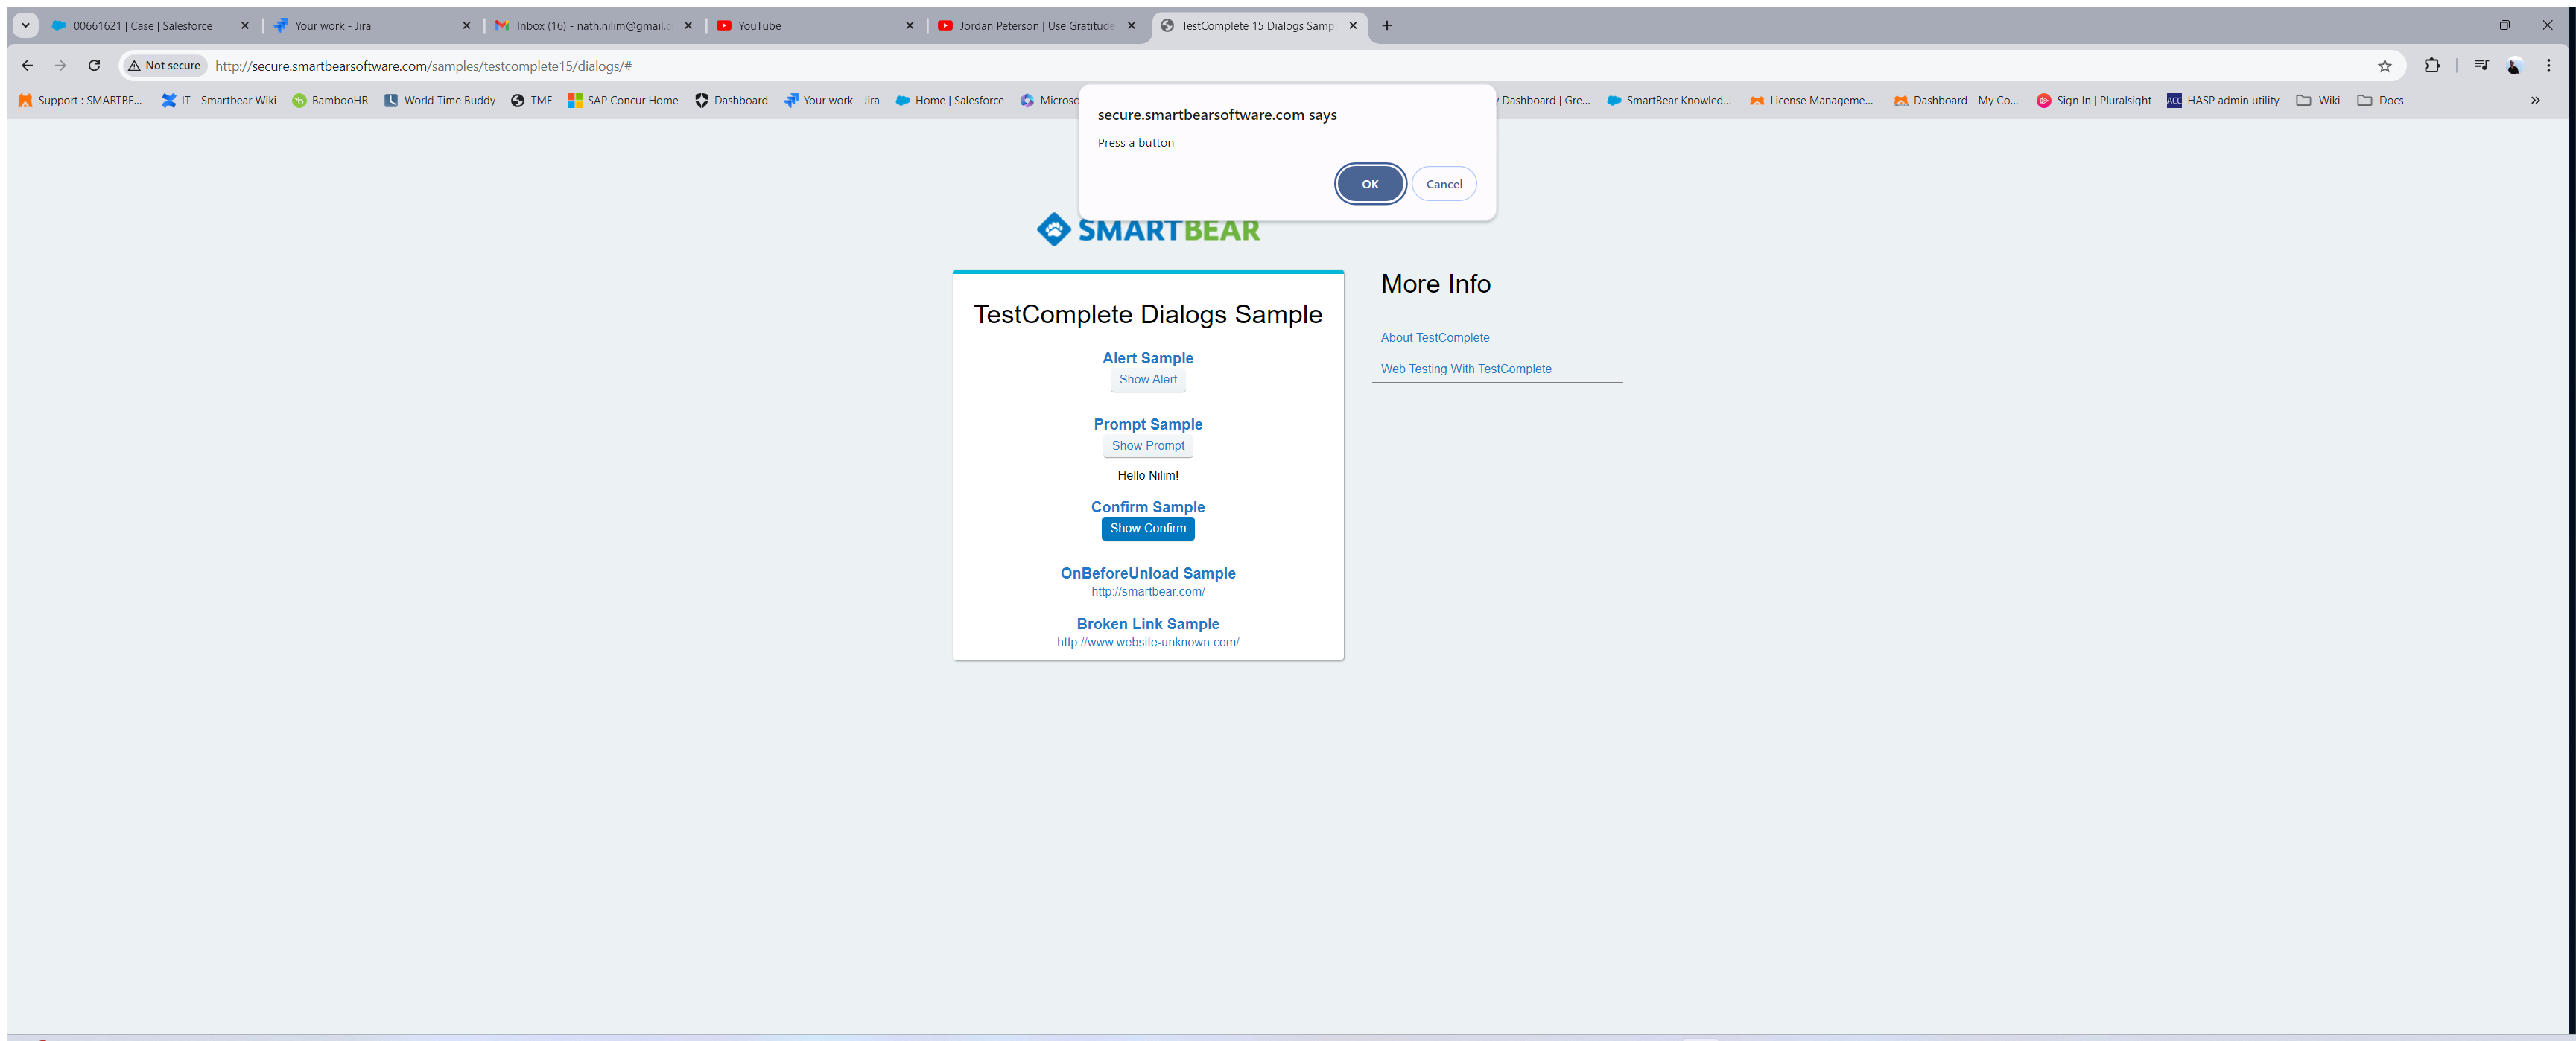 00661621 | Case | Salesforce
Your work - Jira
Inbox (16) - nath.nilim@gmail.c
YouTube
Jordan Peterson | Use Gratitude
TestComplete 15 Dialogs Sampl
Not secure
http://secure.smartbearsoftware.com/samples/testcomplete15/dialogs/#
Support : SMARTBE...
IT - Smartbear Wiki
BambooHR
World Time Buddy
TMF
SAP Concur Home
Dashboard
Your work - Jira
Home | Salesforce
Microso
Dashboard | Gre...
SmartBear Knowled...
License Manageme...
Dashboard - My Co...
Sign In | Pluralsight
ACC
HASP admin utility
Wiki
Docs
secure.smartbearsoftware.com says
Press a button
OK
Cancel
SMARTBEAR
TestComplete Dialogs Sample
Alert Sample
Show Alert
Prompt Sample
Show Prompt
Hello Nilim!
Confirm Sample
Show Confirm
OnBeforeUnload Sample
http://smartbear.com/
Broken Link Sample
http://www.website-unknown.com/
More Info
About TestComplete
Web Testing With TestComplete